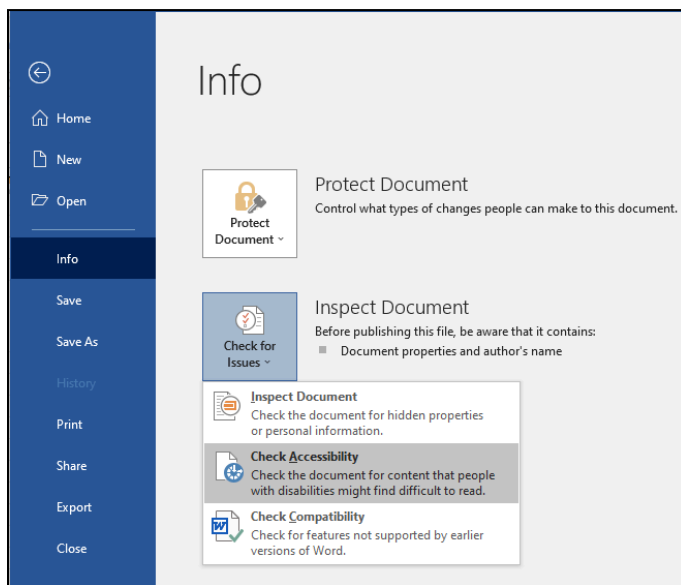 Info
Home
New
Open
Info
Save
Save As
History
Print
Share
Export
Close
Protect
Document
Protect Document
Control what types of changes people can make to this document.
Check for
Issues
Inspect Document
Before publishing this file, be aware that it contains:
Document properties and author's name
Inspect Document
Check the document for hidden properties
or personal information.
Check Accessibility
Check the document for content that people
with disabilities might find difficult to read.
Check Compatibility
Check for features not supported by earlier
versions of Word.